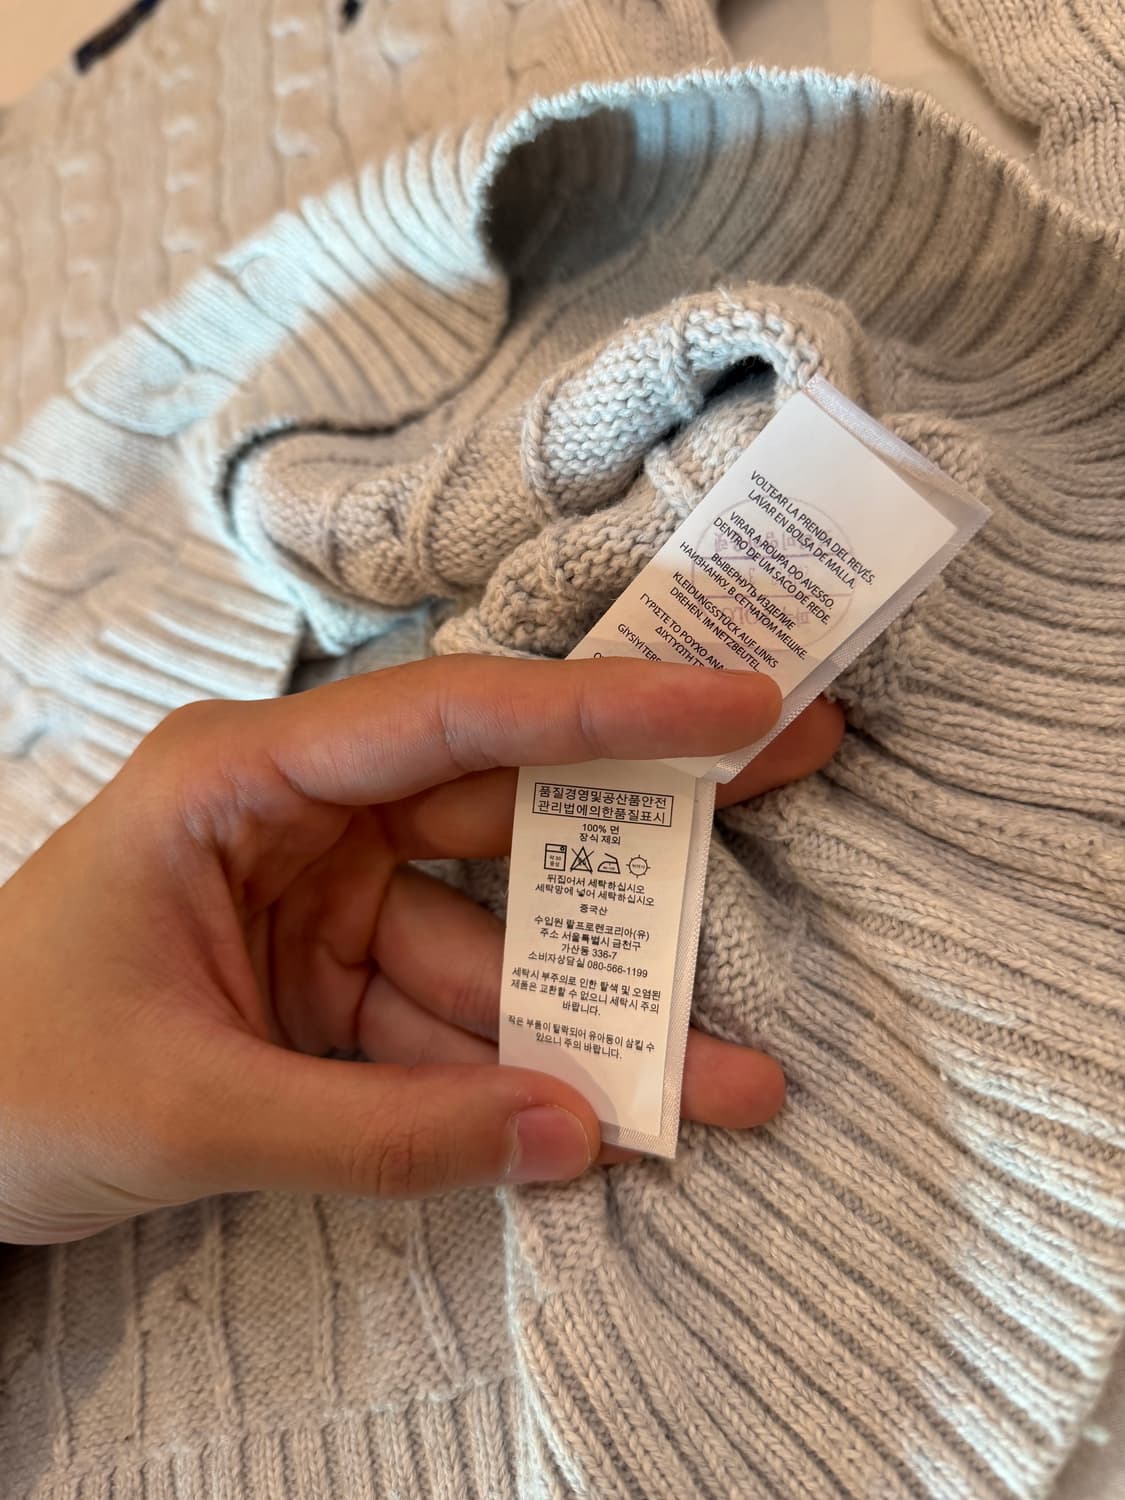 VOLTEAR LA PRENDA DEL REVÉS.
LAVAR EN BOLSA DE MALLA.
VIRAR A ROUPA DO AVESSO.
DENTRO DE UM SACO DE REDE.
ВЫВЕРНУТЬ ИЗДЕЛИЕ
НАИЗНАНКУ. В СЕТЧАТОМ МЕШКЕ.
KLEIDUNGSSTÜCK AUF LINKS
DREHEN. IM NETZBEUTEL.
ΓΥΡΙΣΤΕ ΤΟ ΡΟΥΧΟ
ΔΙΧΤΥΩΤΗ
품질경영및공산품안전
관리법에의한품질표시
100% 면
장식 제외
뒤집어서 세탁하십시오
세탁망에 넣어 세탁하십시오
중국산
수입원 랄프로렌코리아(유)
주소 서울특별시 금천구
가산동 336-7
소비자상담실 080-566-1199
세탁시 부주의로 인한 탈색 및 오염된
제품은 교환할 수 없으니 세탁시 주의
바랍니다.
작은 부품이 탈락되어 유아동이 삼킬 수
있으니 주의 바랍니다.